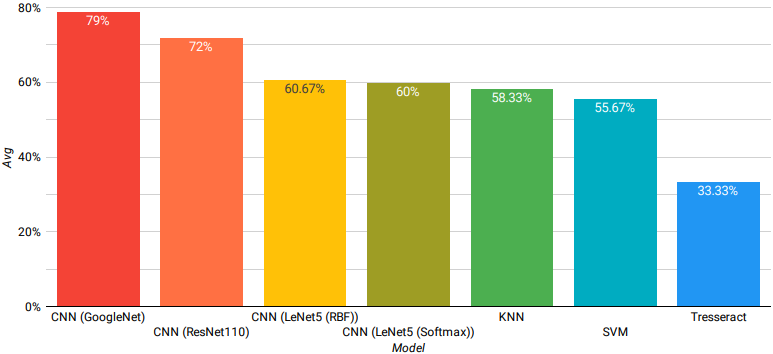 80%
60%
40%
20%
0%
Avg
79%
72%
60.67%
60%
58.33%
55.67%
33.33%
CNN (GoogleNet)
CNN (ResNet110)
CNN (LeNet5 (RBF))
CNN (LeNet5 (Softmax))
KNN
SVM
Tresseract
Model